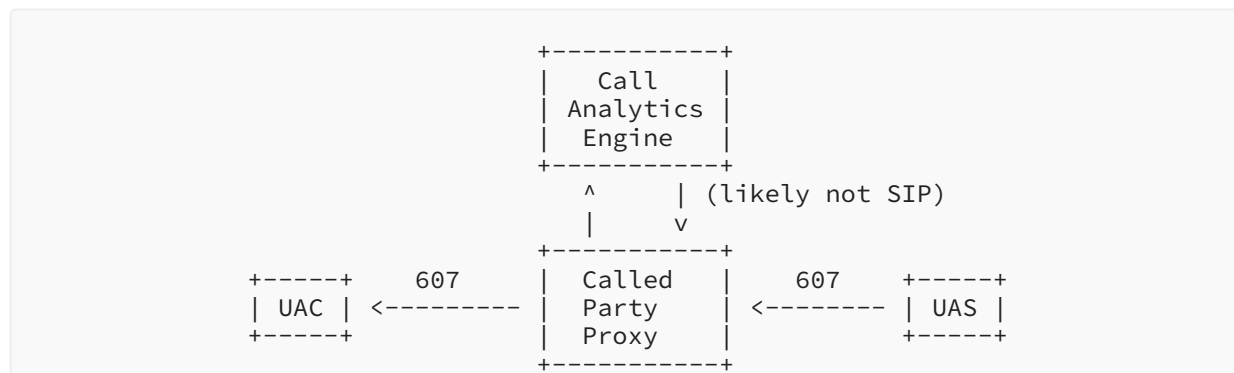 +-----------+
|   Call    |
| Analytics |
|  Engine   |
+-----------+
^     | (likely not SIP)
|     v
+-----------+
+-----+    607     |  Called   |    607    +-----+
| UAC | <--------- |  Party    | <-------- | UAS |
+-----+            |  Proxy    |           +-----+
+-----------+